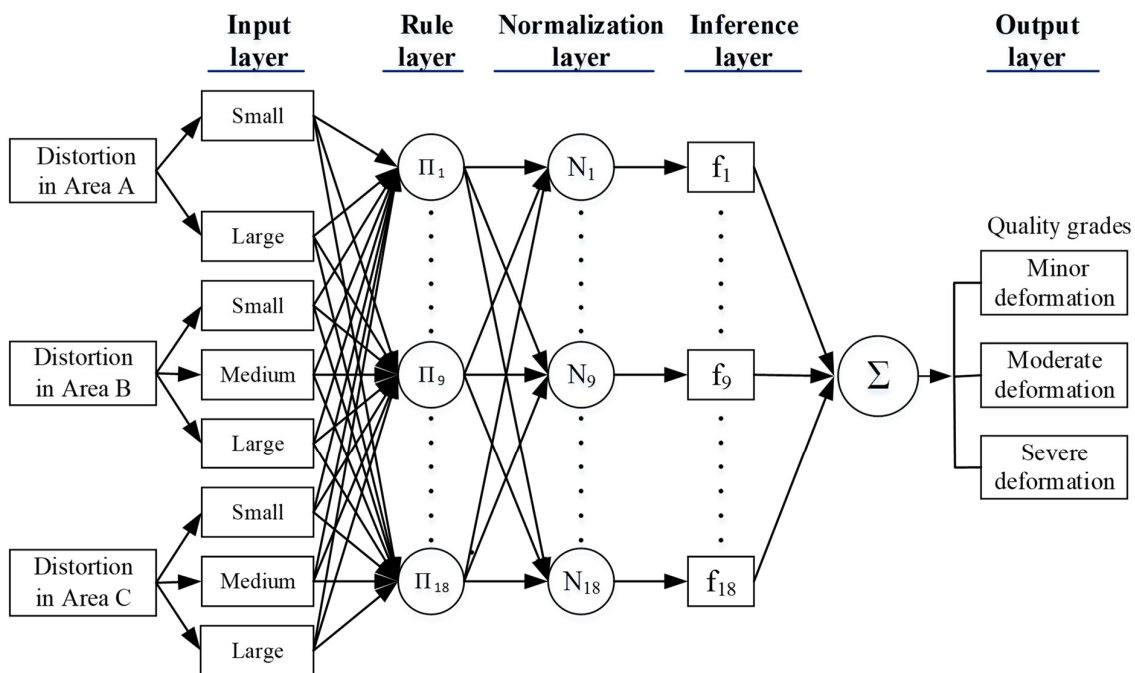 Input
layer
Rule
layer
Normalization
layer
Inference
layer
Output
layer
Distortion
in Area A
Small
Large
Distortion
in Area B
Small
Medium
Large
Distortion
in Area C
Small
Medium
Large
Π₁
Π₉
Π₁₈
N₁
N₉
N₁₈
f₁
f₉
f₁₈
Σ
Quality grades
Minor
deformation
Moderate
deformation
Severe
deformation